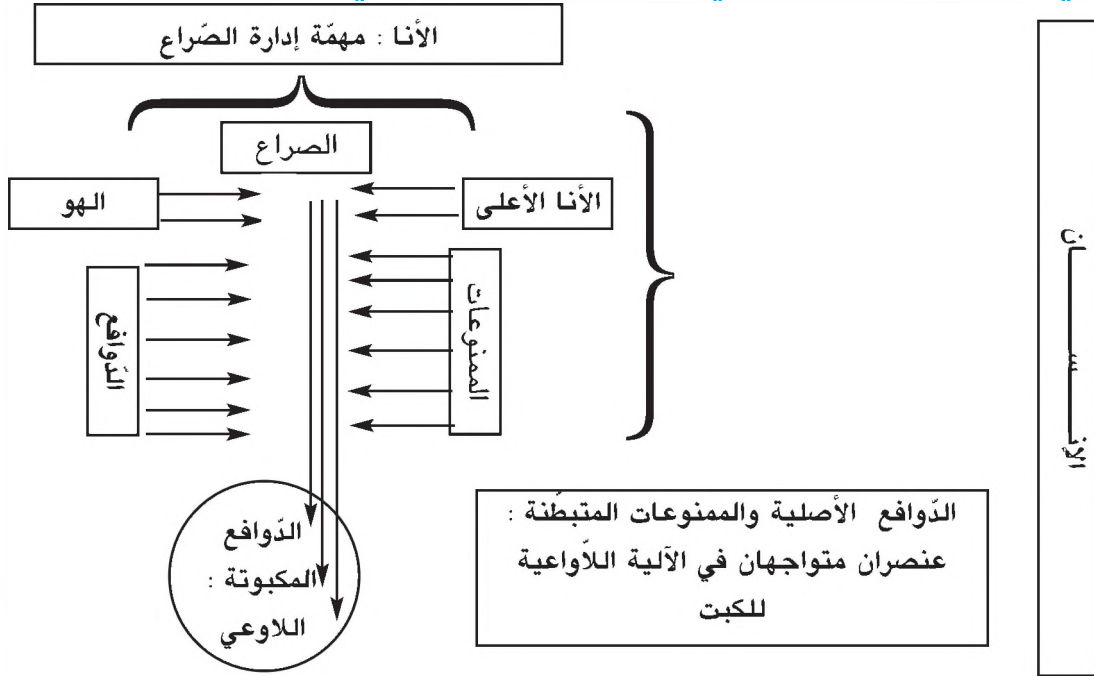 الأنا : مهمّة إدارة الصّراع
الصراع
الأنا الأعلى
الهو
الممنوعات
الدّوافع
الإنـــســـــان
الدّوافع
المكبوتة :
اللاوعي
الدّوافع الأصلية والممنوعات المتبطّنة :
عنصران متواجهان في الآلية اللاّواعية
للكبت